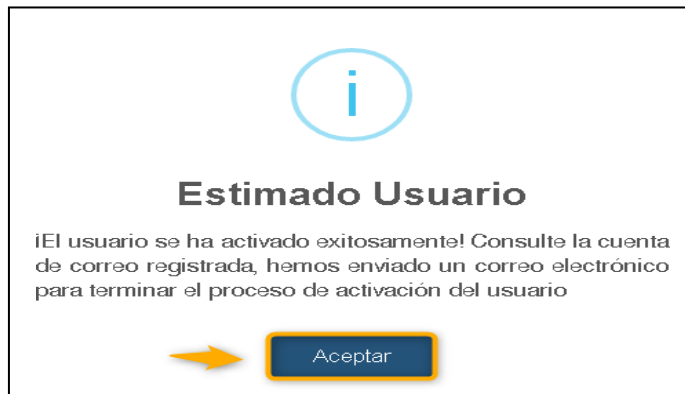 i
Estimado Usuario
¡El usuario se ha activado exitosamente! Consulte la cuenta
de correo registrada, hemos enviado un correo electrónico
para terminar el proceso de activación del usuario
Aceptar